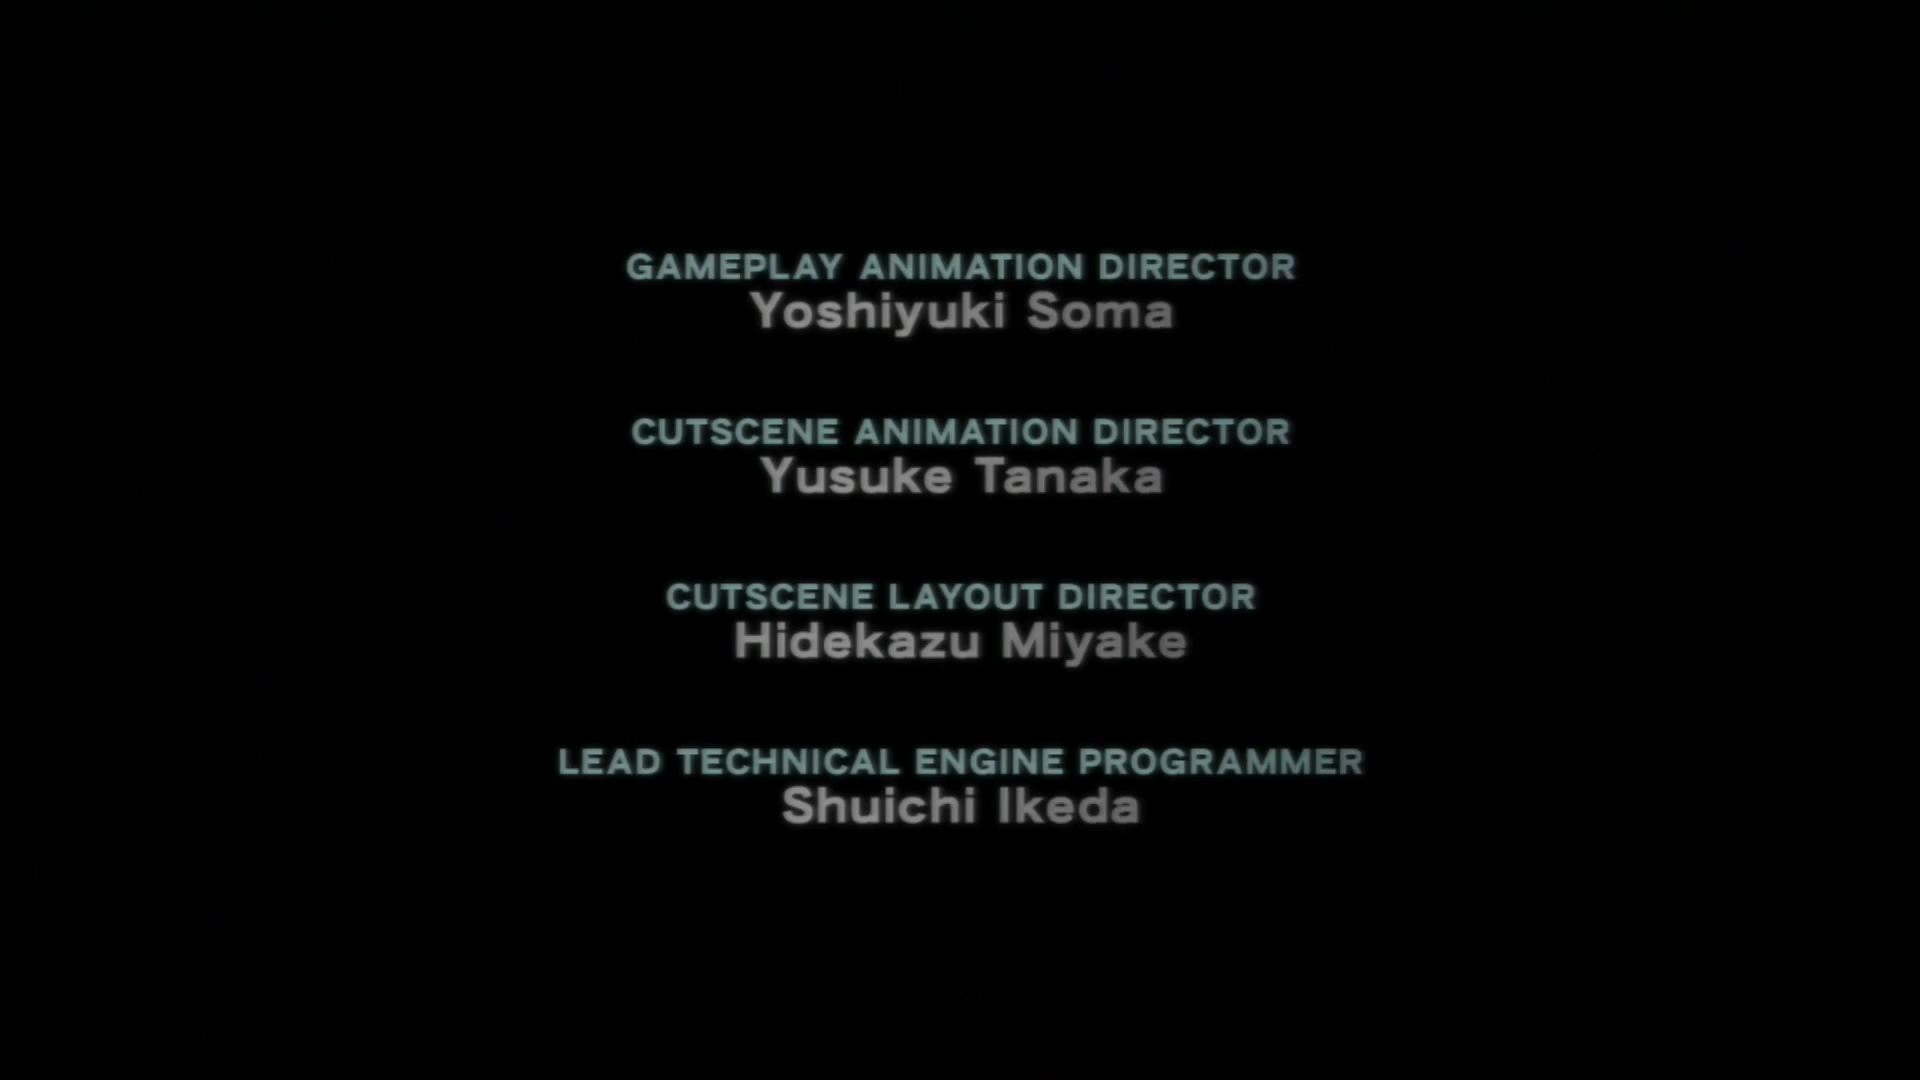 GAMEPLAY ANIMATION DIRECTOR
Yoshiyuki Soma
CUTSCENE ANIMATION DIRECTOR
Yusuke Tanaka
CUTSCENE LAYOUT DIRECTOR
Hidekazu Miyake
LEAD TECHNICAL ENGINE PROGRAMMER
Shuichi Ikeda